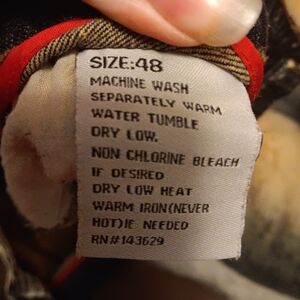 SIZE:48
MACHINE WASH
SEPARATELY WARM
WATER TUMBLE
DRY LOW.
NON CHLORINE BLEACH
IF DESIRED
DRY LOW HEAT
WARM IRON(NEVER
HOT)IF NEEDED
RN#143629